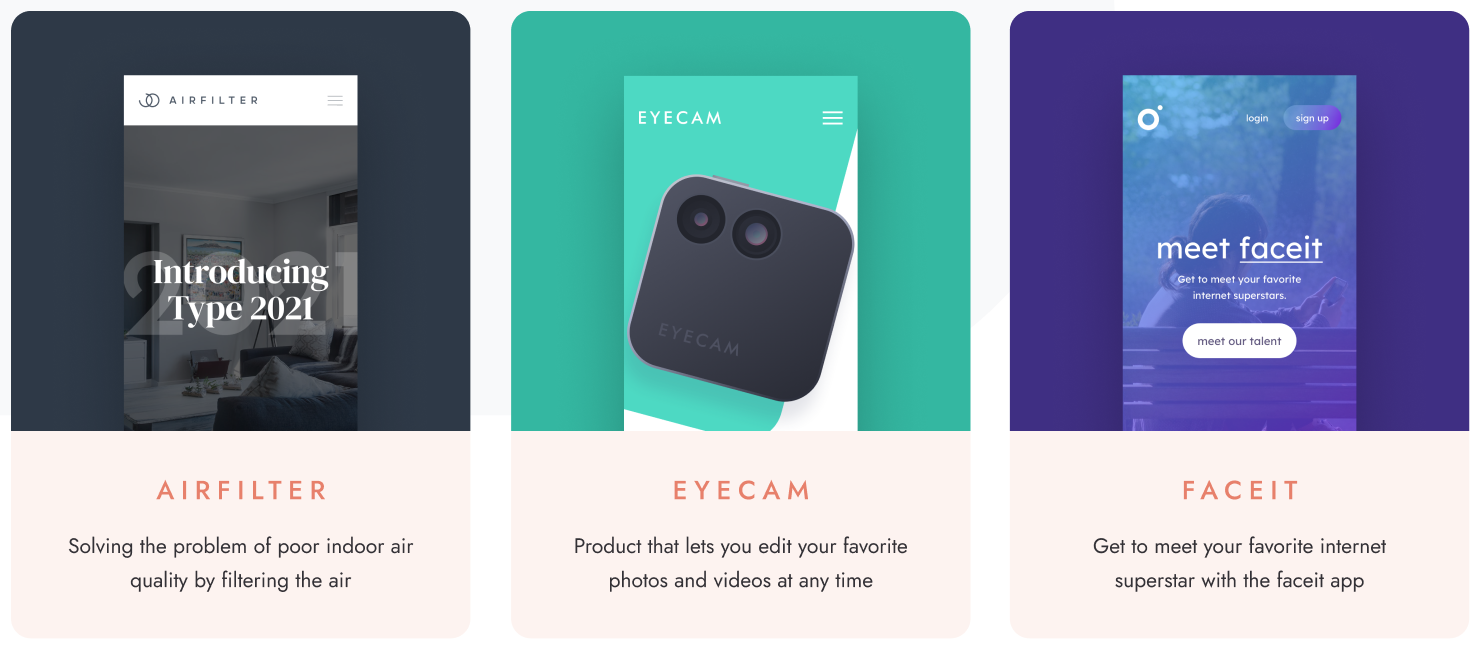 AIRFILTER
2021
Introducing
Type 2021
AIRFILTER
Solving the problem of poor indoor air
quality by filtering the air
EYECAM
EYECAM
EYECAM
Product that lets you edit your favorite
photos and videos at any time
login
sign up
meet faceit
Get to meet your favorite
internet superstars.
meet our talent
FACEIT
Get to meet your favorite internet
superstar with the faceit app